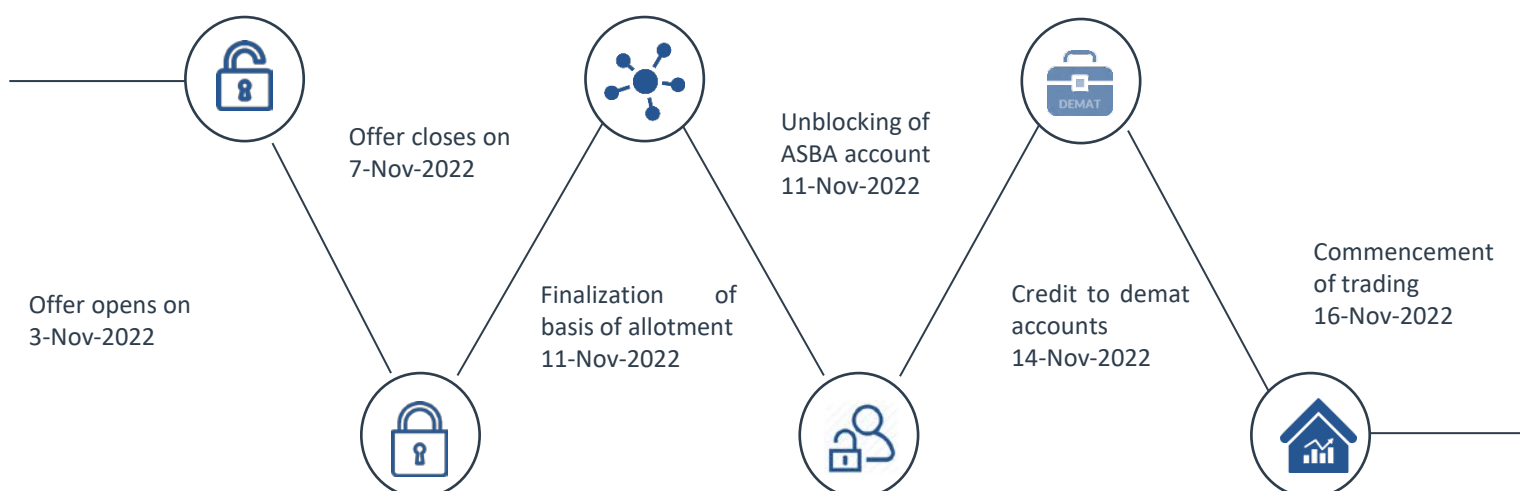 Offer opens on
3-Nov-2022
Offer closes on
7-Nov-2022
Finalization of
basis of allotment
11-Nov-2022
Unblocking of
ASBA account
11-Nov-2022
DEMAT
Credit to demat
accounts
14-Nov-2022
Commencement
of trading
16-Nov-2022